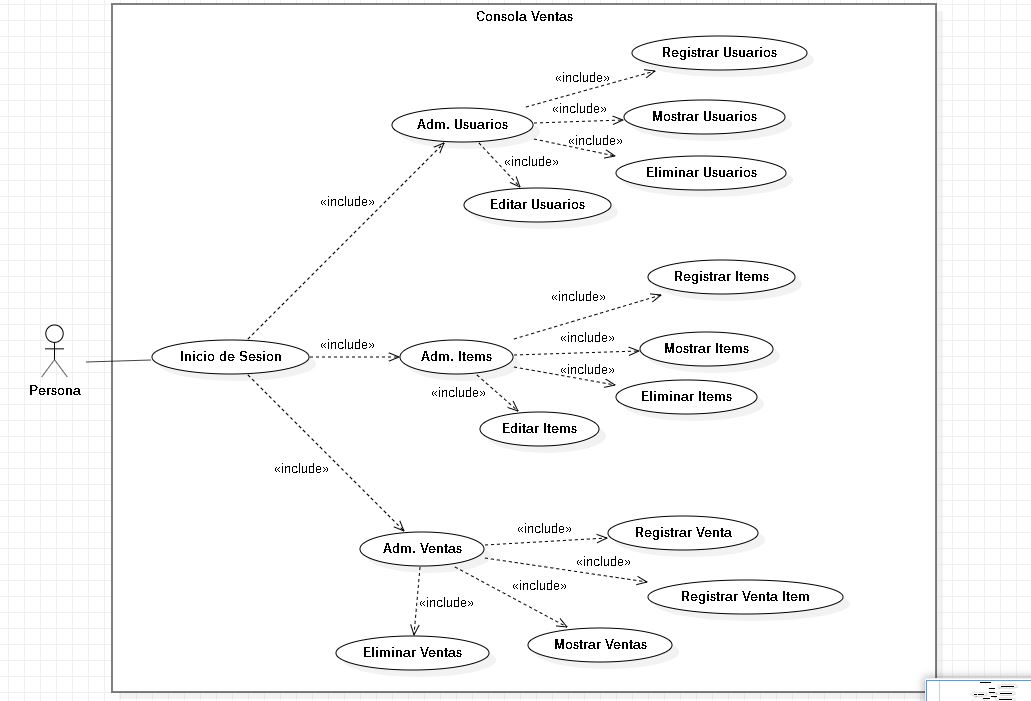 Consola Ventas
Registrar Usuarios
«include»
«include»
Mostrar Usuarios
Adm. Usuarios
«include»
«include»
Eliminar Usuarios
«include»
Editar Usuarios
Registrar Items
«include»
«include»
«include»
Mostrar Items
Inicio de Sesion
Adm. Items
«include»
Persona
«include»
Eliminar Items
Editar Items
«include»
«include»
Registrar Venta
Adm. Ventas
«include»
«include»
Registrar Venta Item
«include»
Mostrar Ventas
Eliminar Ventas